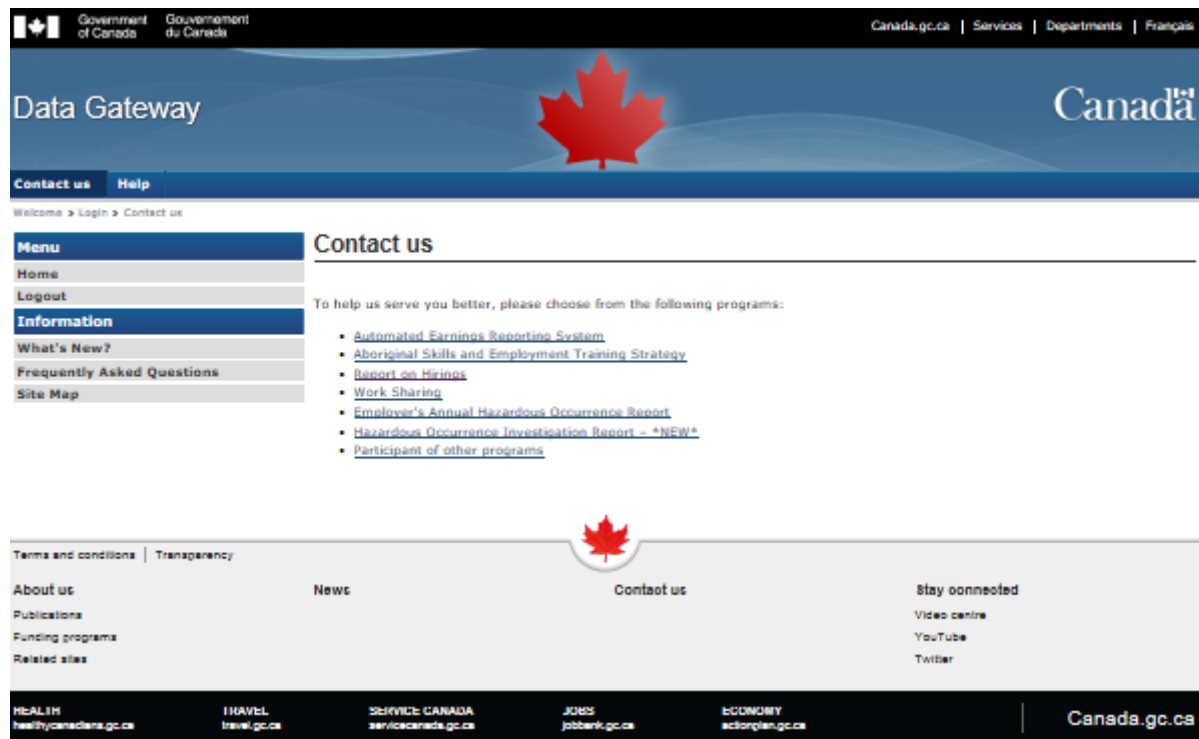 Government of Canada Gouvernement du Canada
Canada.gc.ca | Services | Departments | Français
Data Gateway
Canada
Contact us Help
Welcome > Login > Contact us
Menu
Home
Logout
Information
What's New?
Frequently Asked Questions
Site Map
Contact us
To help us serve you better, please choose from the following programs:
▪ Automated Earnings Reporting System
▪ Aboriginal Skills and Employment Training Strategy
▪ Report on Hirings
▪ Work Sharing
▪ Employer's Annual Hazardous Occurrence Report
▪ Hazardous Occurrence Investigation Report – *NEW*
▪ Participant of other programs
Terms and conditions | Transparency
About us
Publications
Funding programs
Related sites
News
Contact us
Stay connected
Video centre
YouTube
Twitter
HEALTH
healthycanadians.gc.ca
TRAVEL
travel.gc.ca
SERVICE CANADA
servicecanada.gc.ca
JOBS
jobbank.gc.ca
ECONOMY
actionplan.gc.ca
Canada.gc.ca